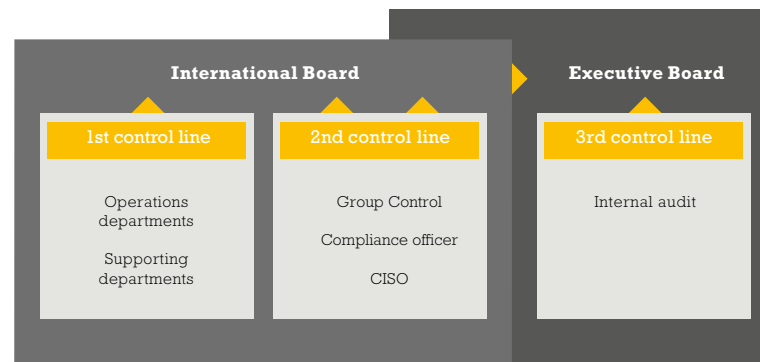 International Board
Executive Board
1st control line
2nd control line
3rd control line
Operations
departments
Supporting
departments
Group Control
Compliance officer
CISO
Internal audit